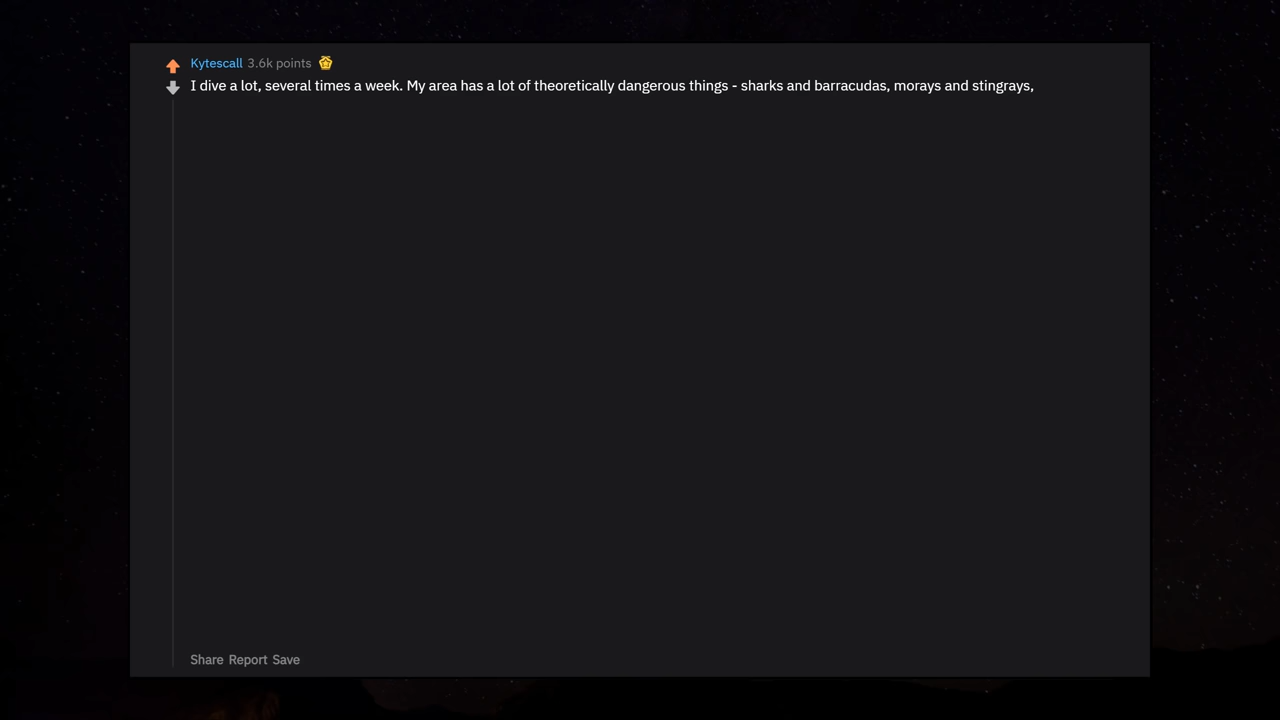 Kytescall 3.6k points
I dive a lot, several times a week. My area has a lot of theoretically dangerous things - sharks and barracudas, morays and stingrays,
Share Report Save